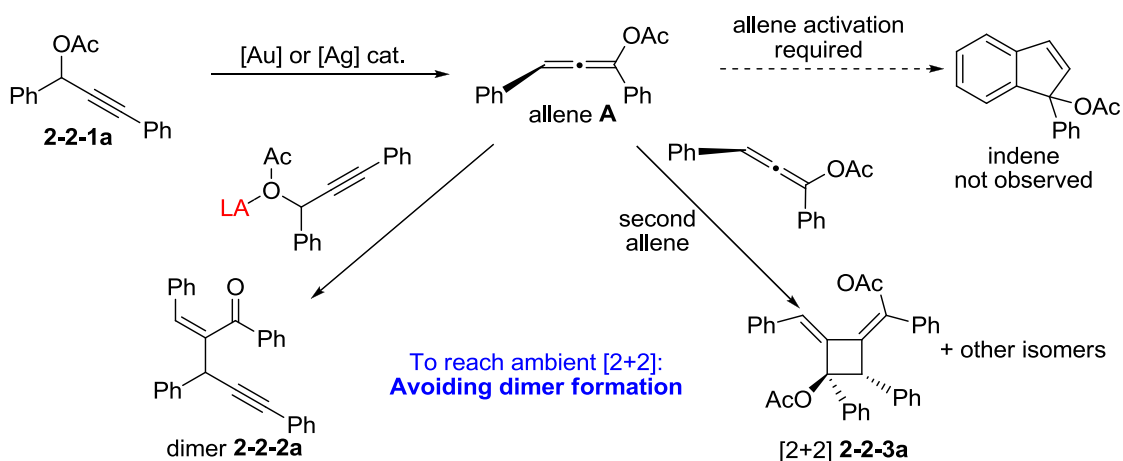 OAc
Ph
Ph
2-2-1a
[Au] or [Ag] cat.
OAc
Ph
Ph
allene A
allene activation
required
OAc
Ph
indene
not observed
Ac
O
LA
Ph
Ph
Ph
OAc
Ph
second
allene
Ph
O
Ph
Ph
Ph
dimer 2-2-2a
To reach ambient [2+2]:
Avoiding dimer formation
OAc
Ph
Ph
AcO
Ph
Ph
+ other isomers
[2+2] 2-2-3a